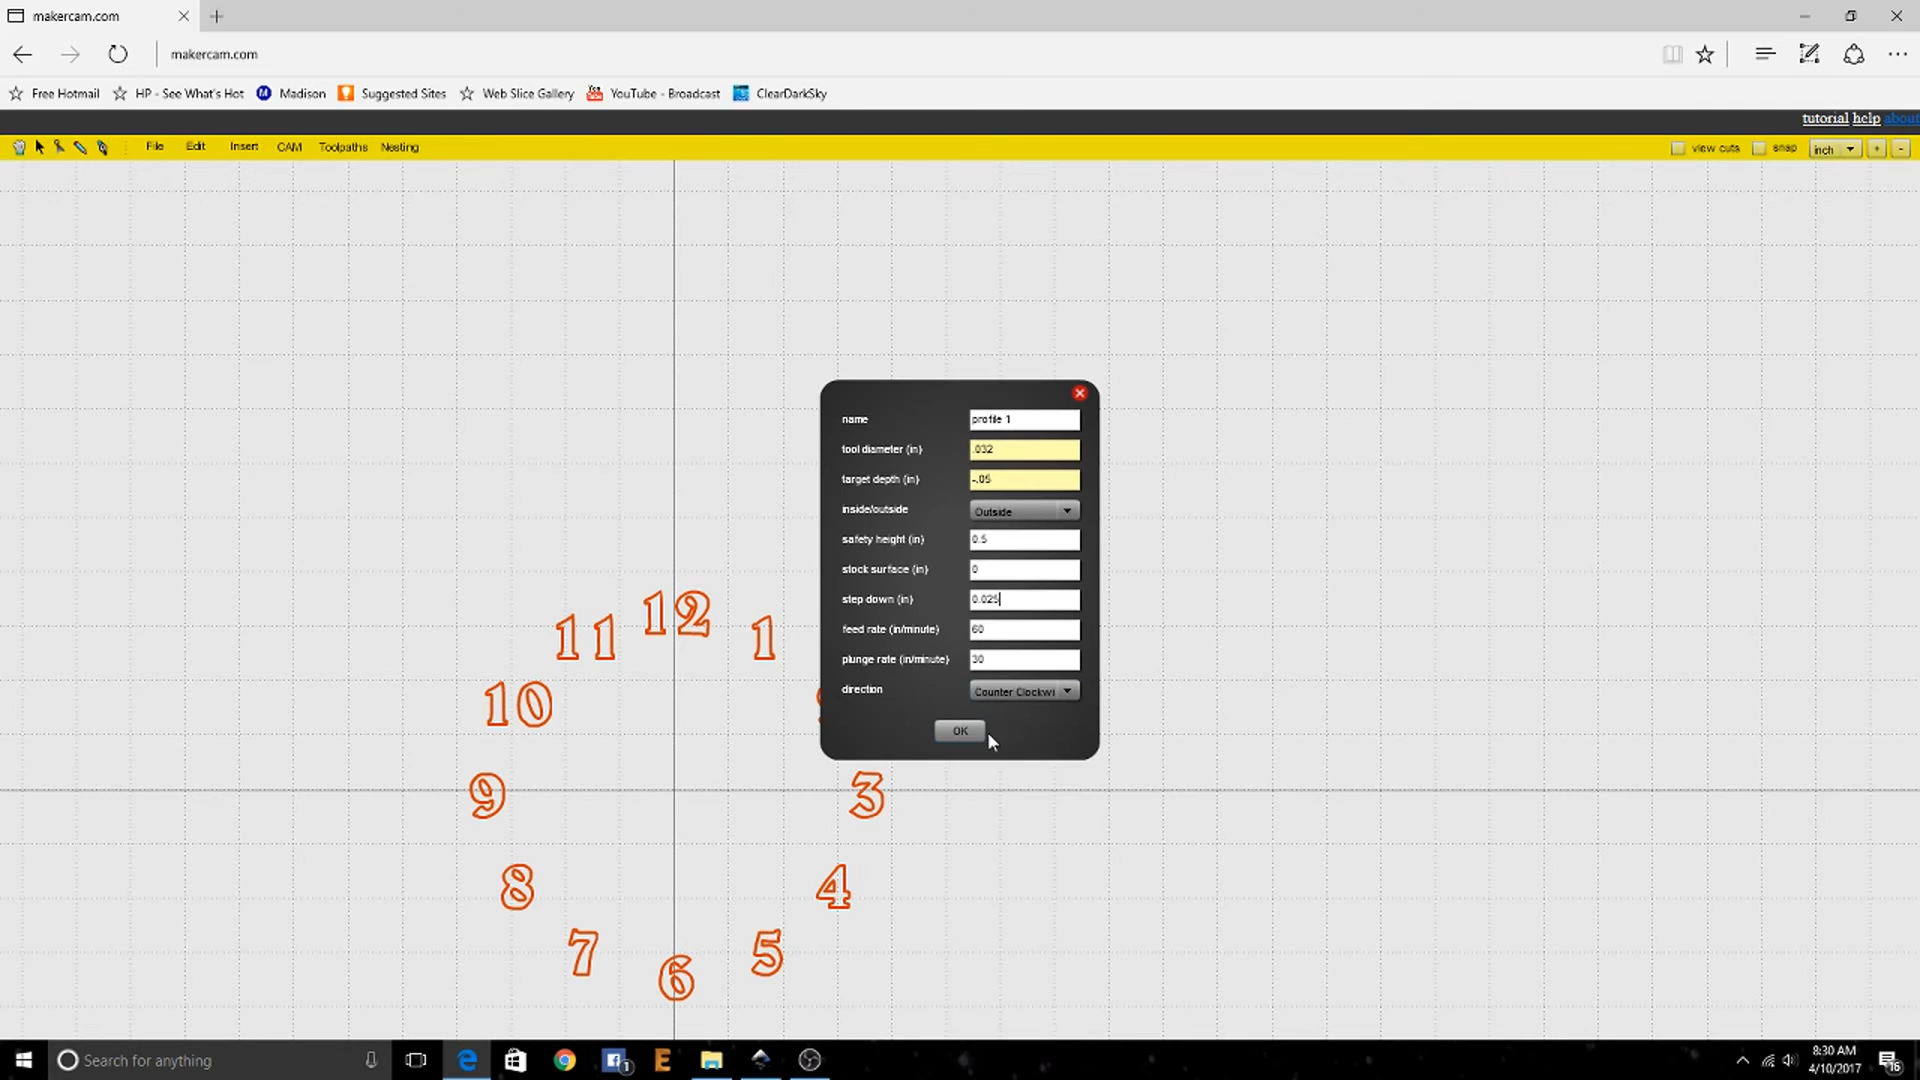 makercam.com
makercam.com
Free Hotmail
HP - See What's Hot
Madison
Suggested Sites
Web Slice Gallery
YouTube - Broadcast
ClearDarkSky
tutorial help about
File Edit Insert CAM Toolpaths Nesting
view cuts snap inch + -
name profile 1
tool diameter (in) .032
target depth (in) -.05
inside/outside Outside
safety height (in) 0.5
stock surface (in) 0
step down (in) 0.025
feed rate (in/minute) 60
plunge rate (in/minute) 30
direction Counter Clockwi
OK
12
11
1
10
9
3
8
4
7
5
6
Search for anything
8:30 AM
4/10/2017
1
16